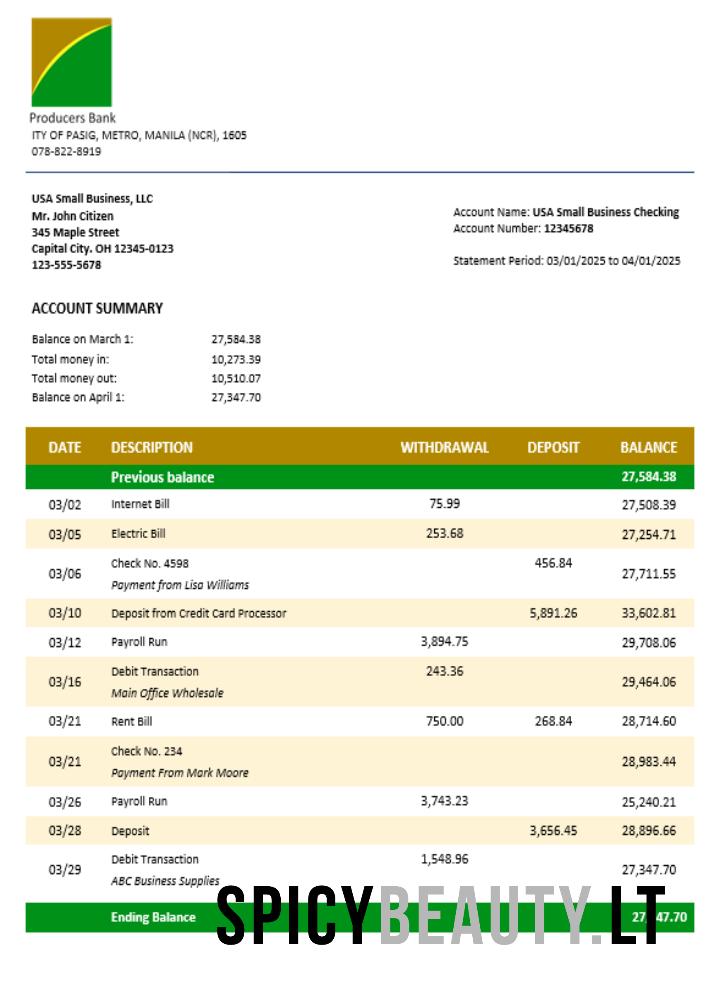 Producers Bank
ITY OF PASIG, METRO, MANILA (NCR), 1605
078-822-8919
USA Small Business, LLC
Mr. John Citizen
345 Maple Street
Capital City. OH 12345-0123
123-555-5678
Account Name: USA Small Business Checking
Account Number: 12345678
Statement Period: 03/01/2025 to 04/01/2025
ACCOUNT SUMMARY
Balance on March 1: 27,584.38
Total money in: 10,273.39
Total money out: 10,510.07
Balance on April 1: 27,347.70
DATE DESCRIPTION WITHDRAWAL DEPOSIT BALANCE
Previous balance 27,584.38
03/02 Internet Bill 75.99 27,508.39
03/05 Electric Bill 253.68 27,254.71
03/06 Check No. 4598 456.84 27,711.55
Payment from Lisa Williams
03/10 Deposit from Credit Card Processor 5,891.26 33,602.81
03/12 Payroll Run 3,894.75 29,708.06
03/16 Debit Transaction 243.36 29,464.06
Main Office Wholesale
03/21 Rent Bill 750.00 268.84 28,714.60
03/21 Check No. 234 28,983.44
Payment From Mark Moore
03/26 Payroll Run 3,743.23 25,240.21
03/28 Deposit 3,656.45 28,896.66
03/29 Debit Transaction 1,548.96 27,347.70
ABC Business Supplies
Ending Balance
SPICYBEAUTY.LT